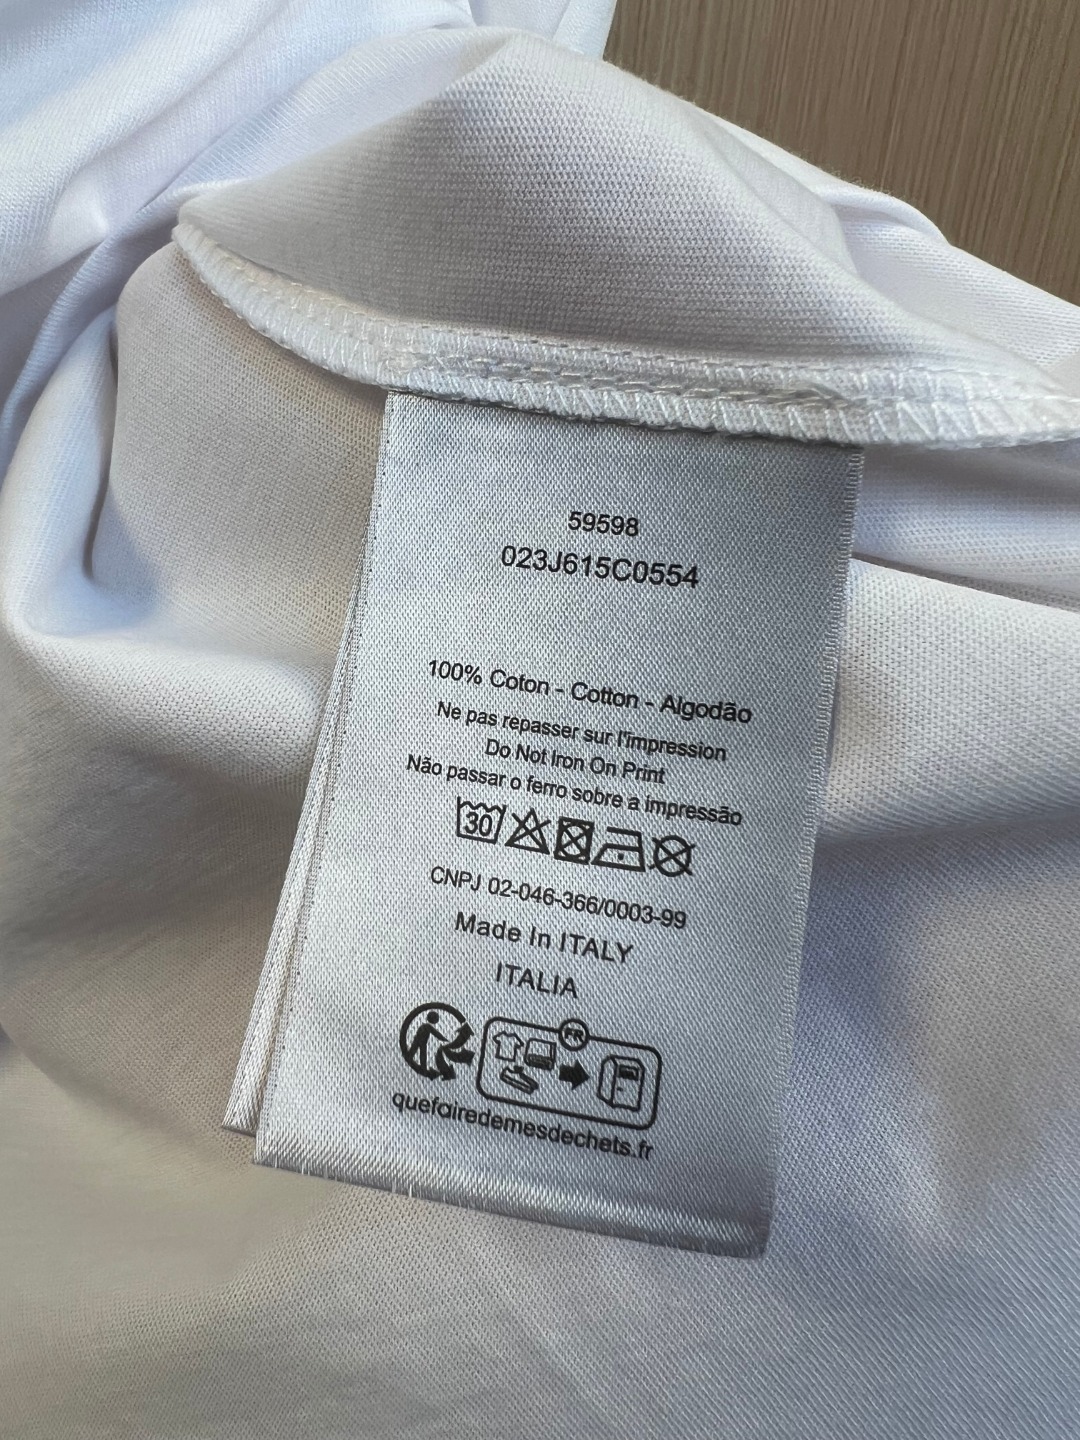 59598
023J615C0554
100% Coton - Cotton - Algodão
Ne pas repasser sur l'impression
Do Not Iron On Print
Não passar o ferro sobre a impressão
30
CNPJ 02-046-366/0003-99
Made In ITALY
ITALIA
FR
quefairedemesdechets.fr